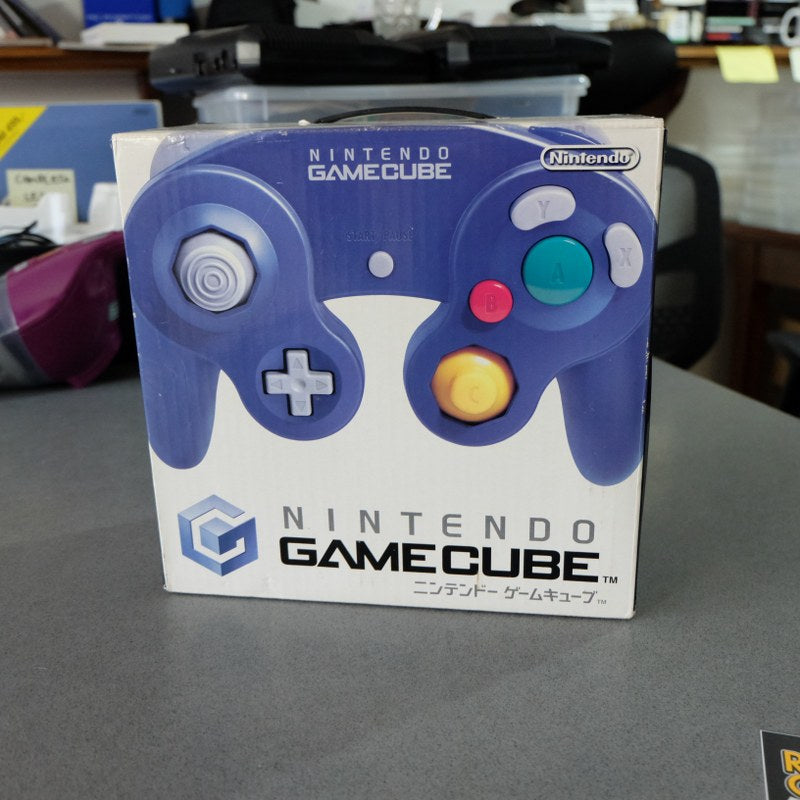 NINTENDO
GAMECUBE
Nintendo
START/PAUSE
Y
X
A
B
C
NINTENDO
GAMECUBE™
ニンテンドー ゲームキューブ™
COMPLETE